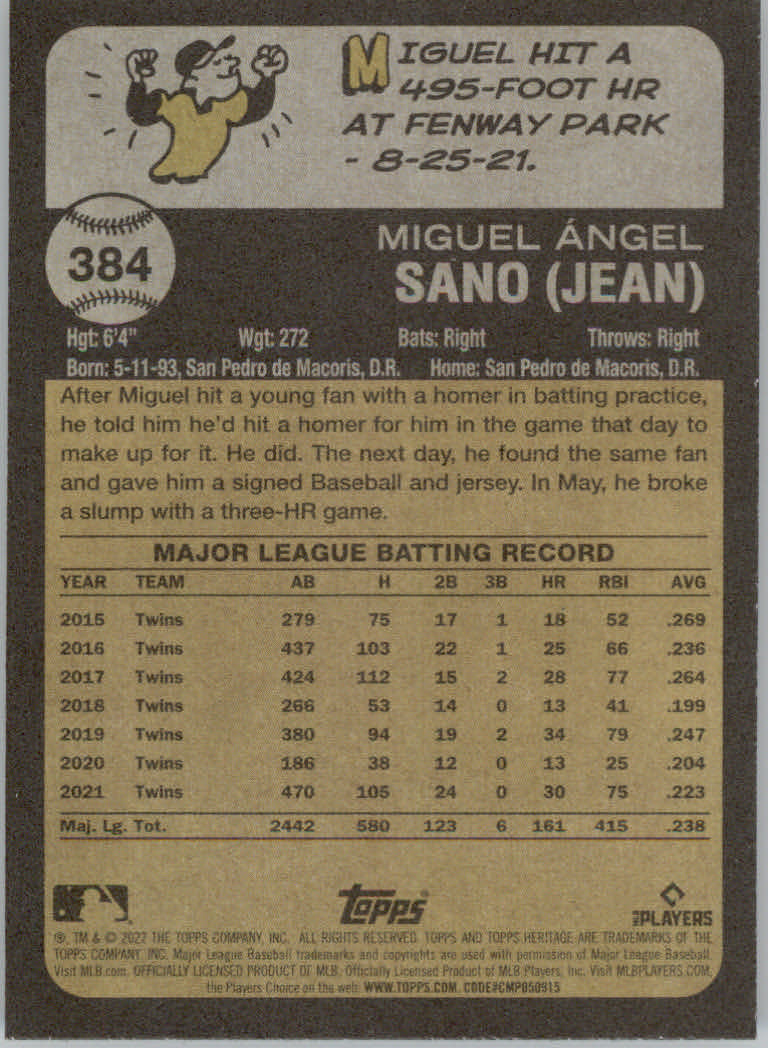 MIGUEL HIT A
495-FOOT HR
AT FENWAY PARK
- 8-25-21.
384
MIGUEL ÁNGEL
SANO (JEAN)
Hgt: 6'4" Wgt: 272 Bats: Right Throws: Right
Born: 5-11-93, San Pedro de Macoris, D.R. Home: San Pedro de Macoris, D.R.
After Miguel hit a young fan with a homer in batting practice,
he told him he'd hit a homer for him in the game that day to
make up for it. He did. The next day, he found the same fan
and gave him a signed Baseball and jersey. In May, he broke
a slump with a three-HR game.
MAJOR LEAGUE BATTING RECORD
YEAR TEAM AB H 2B 3B HR RBI AVG
2015 Twins 279 75 17 1 18 52 .269
2016 Twins 437 103 22 1 25 66 .236
2017 Twins 424 112 15 2 28 77 .264
2018 Twins 266 53 14 0 13 41 .199
2019 Twins 380 94 19 2 34 79 .247
2020 Twins 186 38 12 0 13 25 .204
2021 Twins 470 105 24 0 30 75 .223
Maj. Lg. Tot. 2442 580 123 6 161 415 .238
Topps
MLB PLAYERS
®, TM & © 2022 THE TOPPS COMPANY, INC. ALL RIGHTS RESERVED. TOPPS AND TOPPS HERITAGE ARE TRADEMARKS OF THE
TOPPS COMPANY, INC. Major League Baseball trademarks and copyrights are used with permission of Major League Baseball.
Visit MLB.com. OFFICIALLY LICENSED PRODUCT OF MLB. Officially Licensed Product of MLB Players, Inc. Visit MLBPLAYERS.COM,
the Players Choice on the web. WWW.TOPPS.COM. CODE#CMP050915